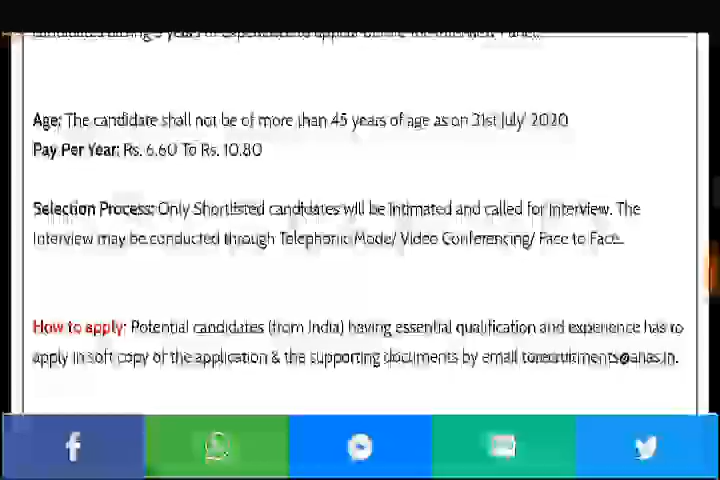 Age: The candidate shall not be of more than 45 years of age as on 31st July' 2020
Pay Per Year: Rs. 6.60 To Rs. 10.80
Selection Process: Only Shortlisted candidates will be Intimated and called for Interview. The
Interview may be conducted through Telephonic Mode/ Video Conferencing/ Face to Face.
How to apply: Potential candidates (from India) having essential qualification and experience has to
apply in soft copy of the application & the supporting documents by email